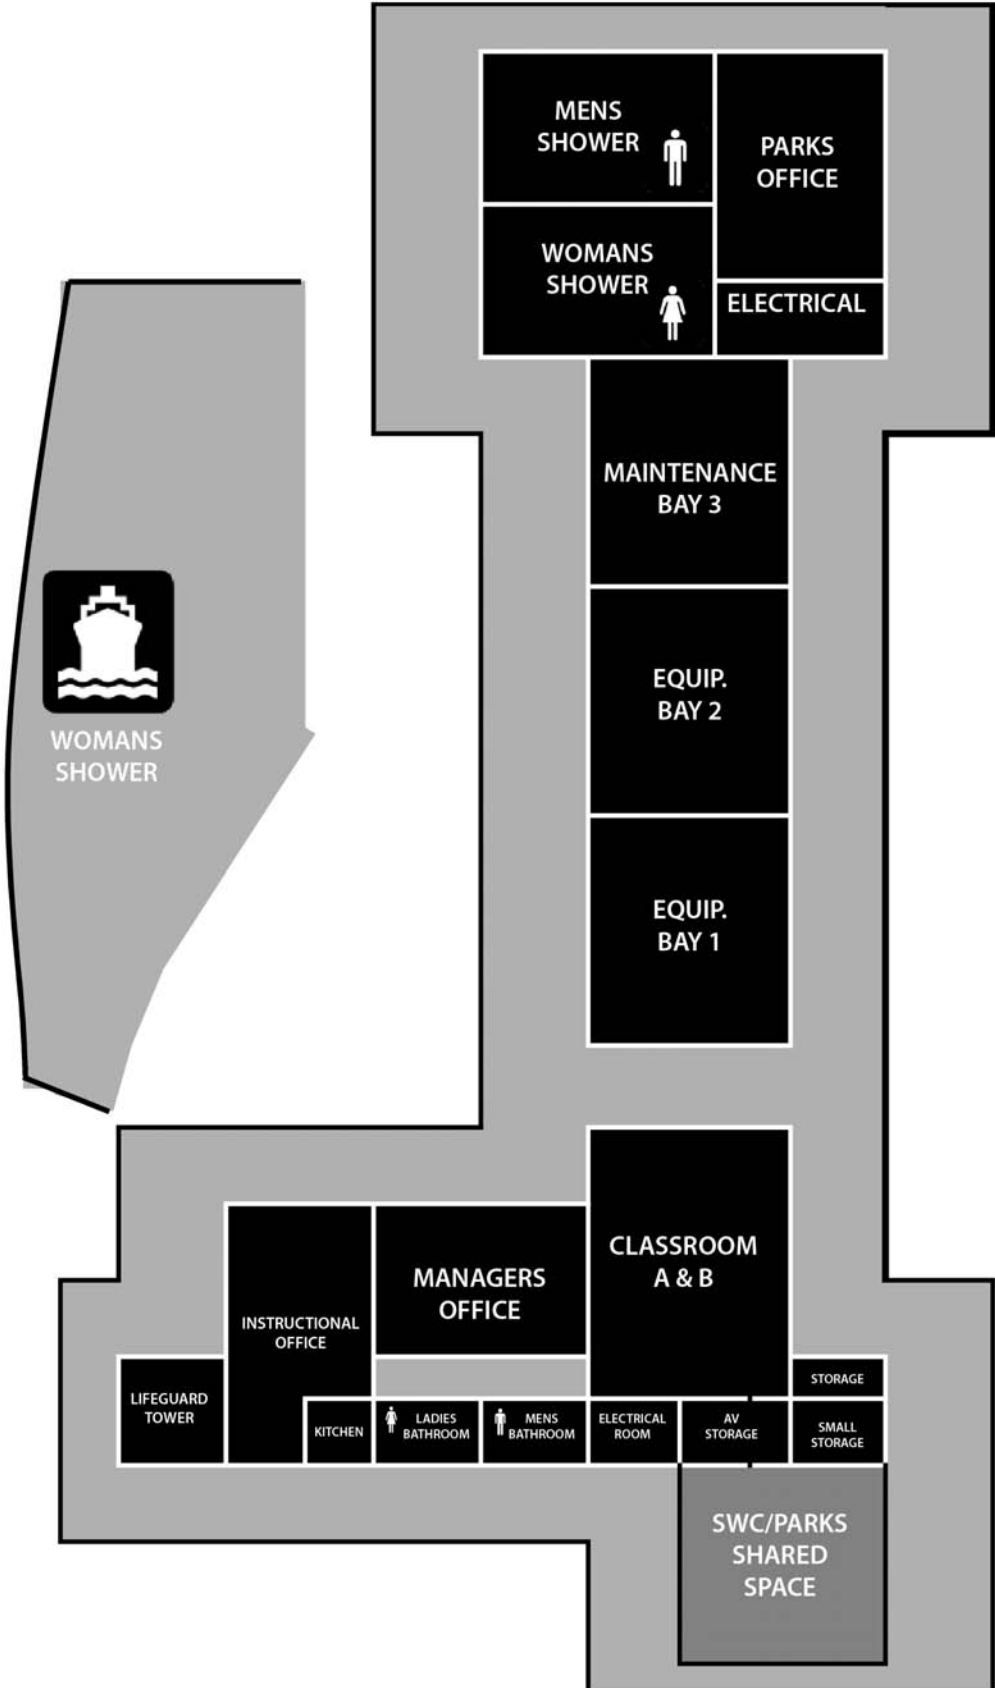 MENS
SHOWER
PARKS
OFFICE
WOMANS
SHOWER
ELECTRICAL
MAINTENANCE
BAY 3
EQUIP.
BAY 2
WOMANS
SHOWER
EQUIP.
BAY 1
CLASSROOM
A & B
MANAGERS
OFFICE
INSTRUCTIONAL
OFFICE
LIFEGUARD
TOWER
STORAGE
KITCHEN
LADIES
BATHROOM
MENS
BATHROOM
ELECTRICAL
ROOM
AV
STORAGE
SMALL
STORAGE
SWC/PARKS
SHARED
SPACE